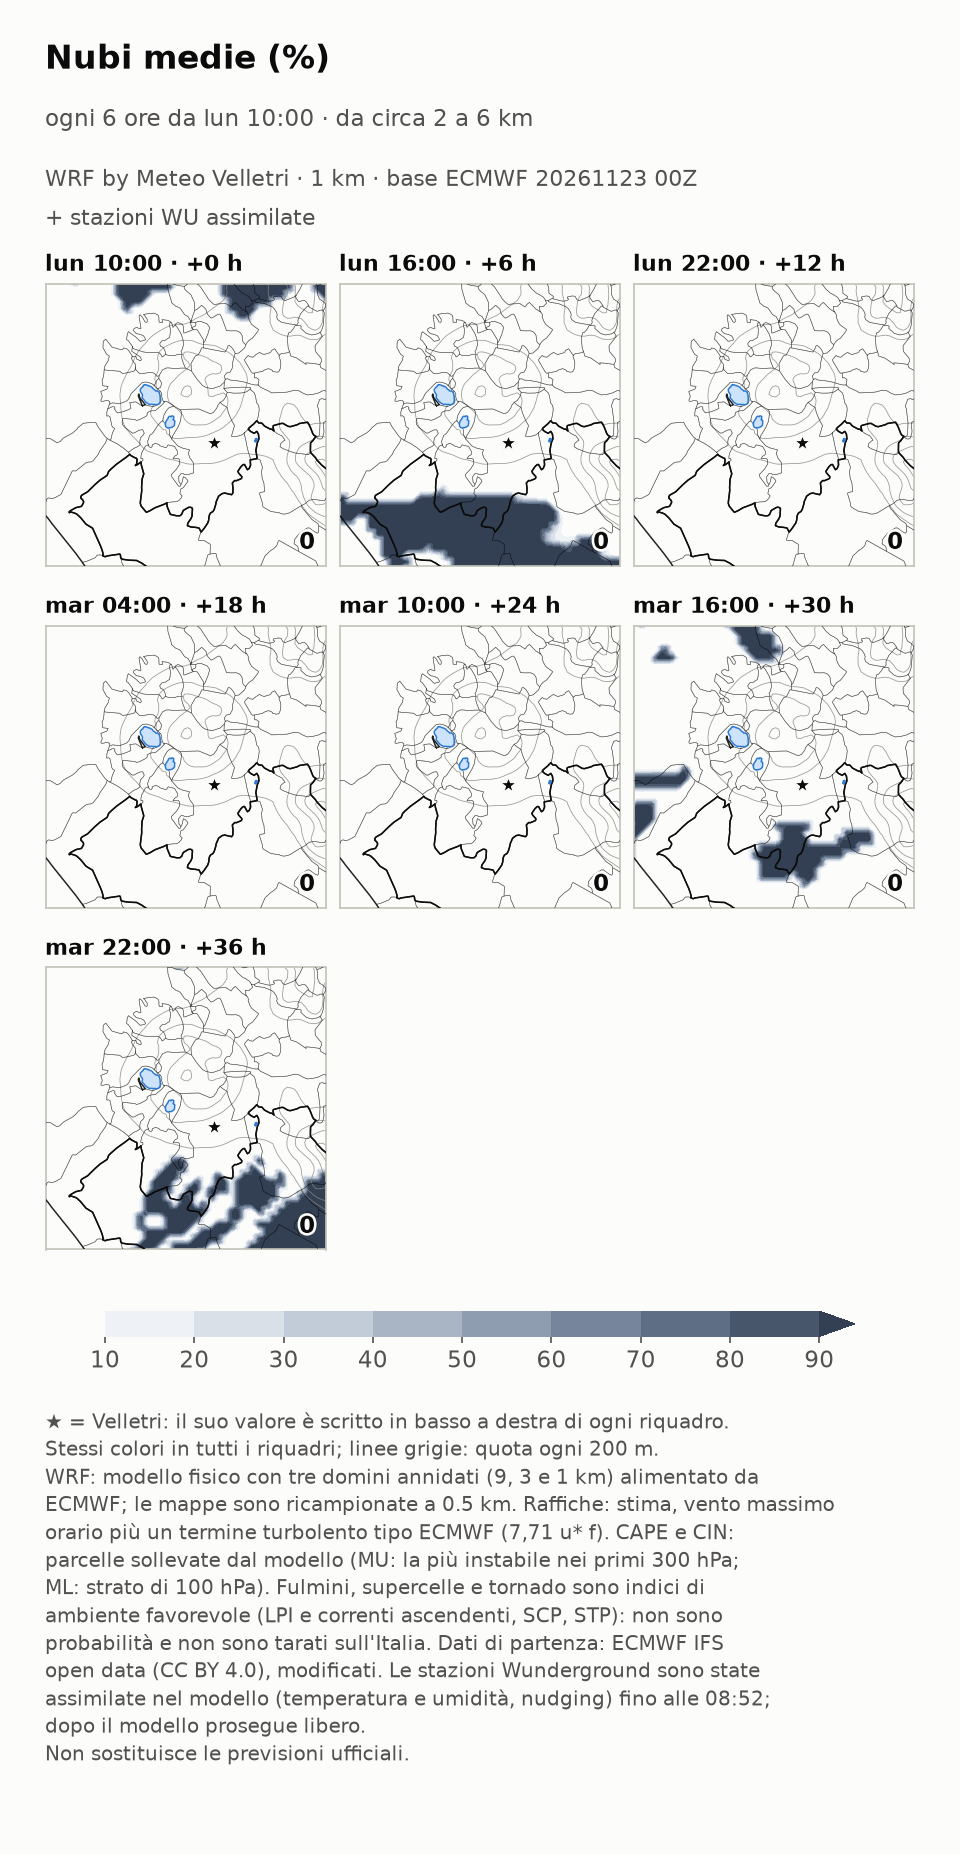 Nubi medie (%)
ogni 6 ore da lun 10:00 · da circa 2 a 6 km
WRF by Meteo Velletri · 1 km · base ECMWF 20261123 00Z
+ stazioni WU assimilate
lun 10:00 · +0 h
lun 16:00 · +6 h
lun 22:00 · +12 h
0
0
0
mar 04:00 · +18 h
mar 10:00 · +24 h
mar 16:00 · +30 h
0
0
0
mar 22:00 · +36 h
0
10 20 30 40 50 60 70 80 90
★ = Velletri: il suo valore è scritto in basso a destra di ogni riquadro.
Stessi colori in tutti i riquadri; linee grigie: quota ogni 200 m.
WRF: modello fisico con tre domini annidati (9, 3 e 1 km) alimentato da
ECMWF; le mappe sono ricampionate a 0.5 km. Raffiche: stima, vento massimo
orario più un termine turbolento tipo ECMWF (7,71 u* f). CAPE e CIN:
parcelle sollevate dal modello (MU: la più instabile nei primi 300 hPa;
ML: strato di 100 hPa). Fulmini, supercelle e tornado sono indici di
ambiente favorevole (LPI e correnti ascendenti, SCP, STP): non sono
probabilità e non sono tarati sull'Italia. Dati di partenza: ECMWF IFS
open data (CC BY 4.0), modificati. Le stazioni Wunderground sono state
assimilate nel modello (temperatura e umidità, nudging) fino alle 08:52;
dopo il modello prosegue libero.
Non sostituisce le previsioni ufficiali.